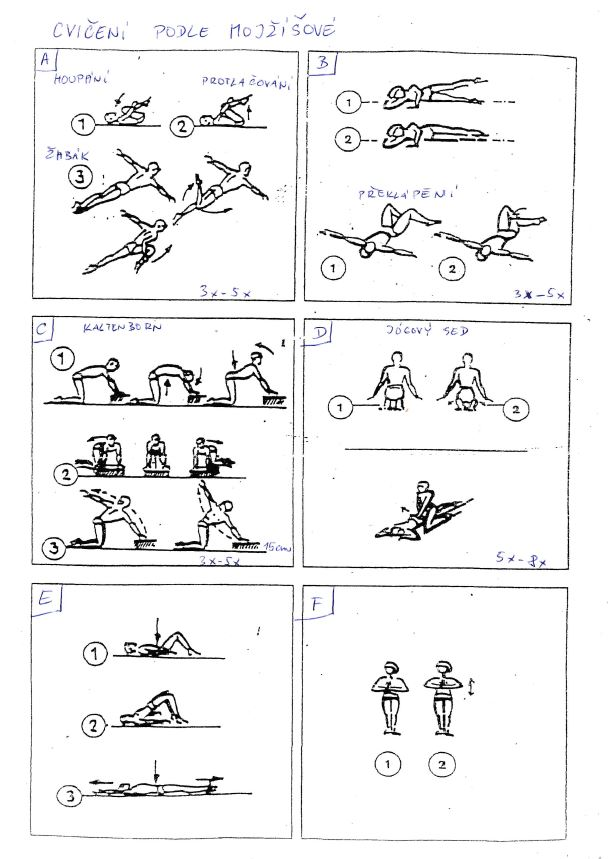 CVIČENÍ PODLE MOJŽÍŠOVÉ
A
HOUPÁNÍ
PROTLAČOVÁNÍ
1
2
ŽABÁK
3
3x-5x
B
1
2
PŘEKLÁPĚNÍ
1
2
3x-5x
C
KALTENBORN
1
2
3
15cm
3x-5x
D
JÓGOVÝ SED
1
2
5x-8x
E
1
2
3
F
1
2